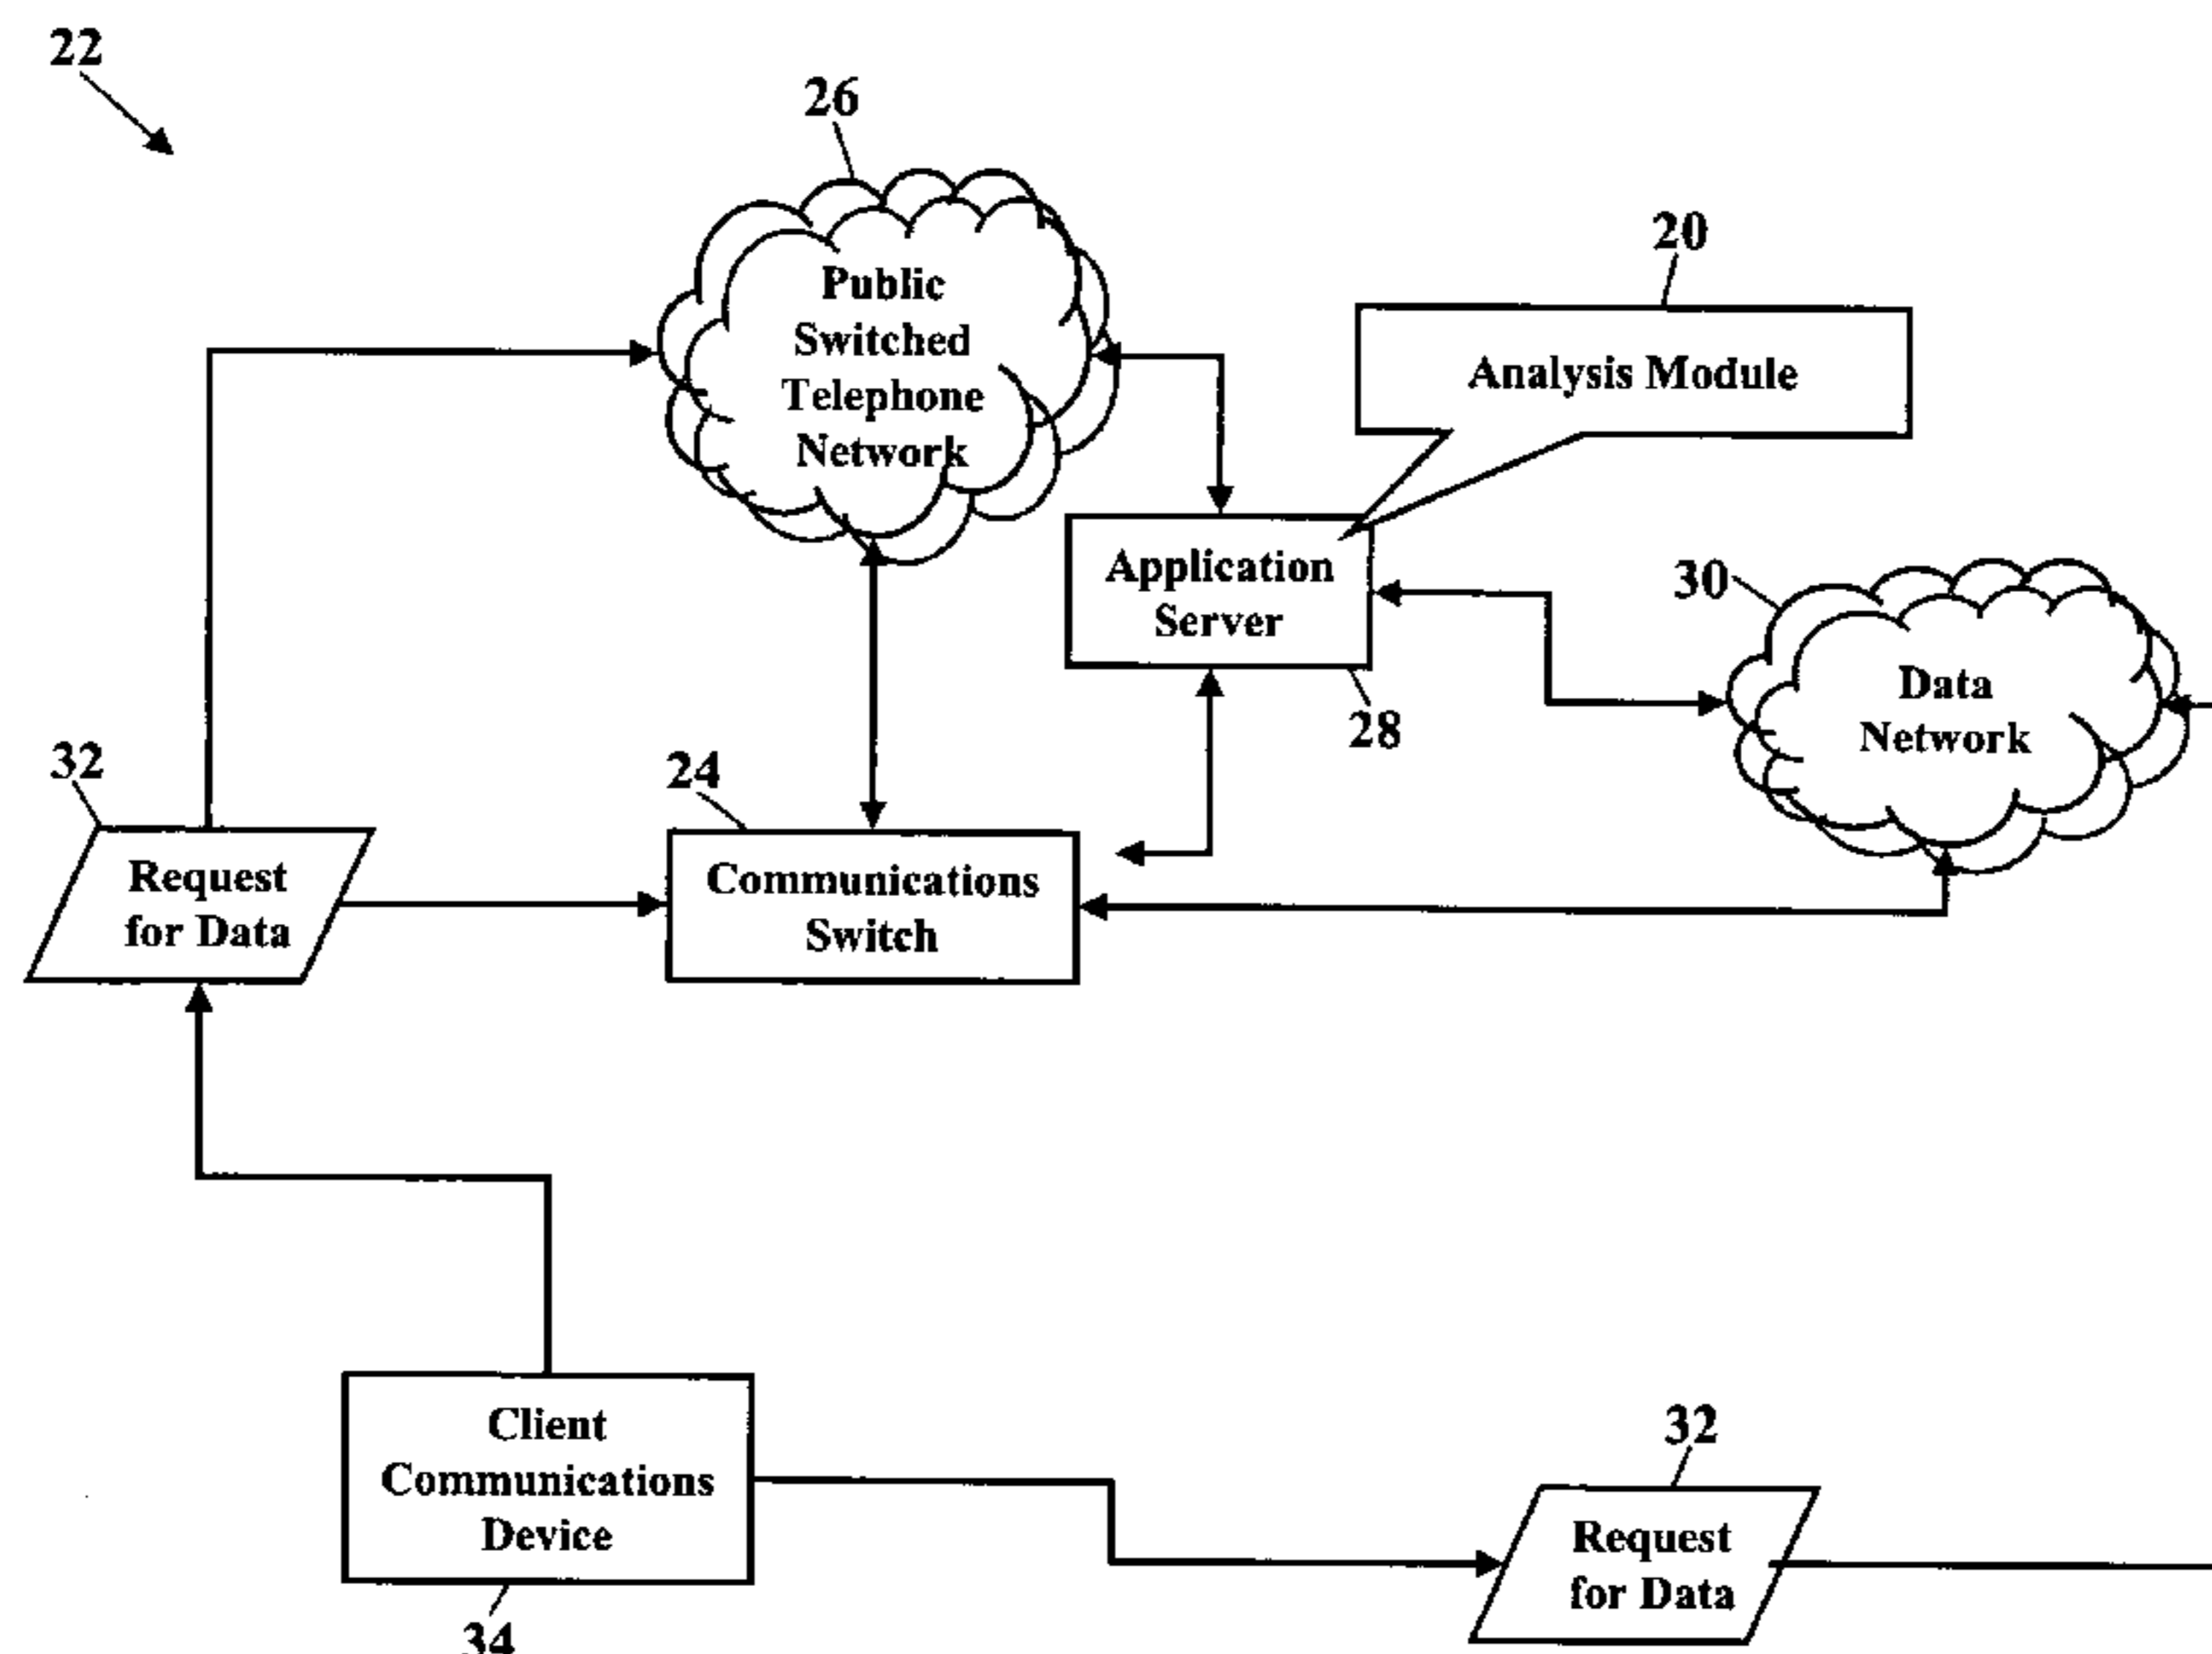 22
26
Public
Switched
Telephone
Network
20
Analysis Module
Application
Server
28
30
Data
Network
32
Request
for Data
24
Communications
Switch
Client
Communications
Device
34
32
Request
for Data